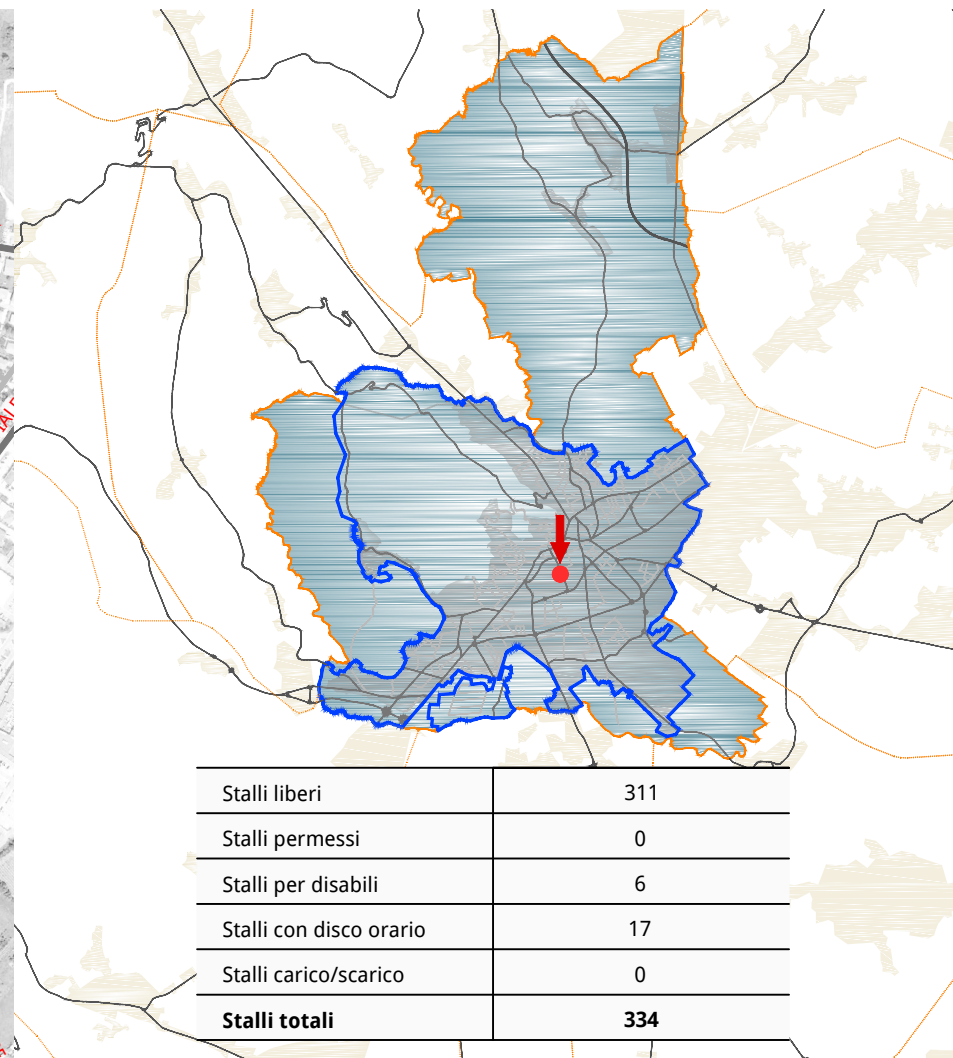 Stalli liberi 311
Stalli permessi 0
Stalli per disabili 6
Stalli con disco orario 17
Stalli carico/scarico 0
Stalli totali 334